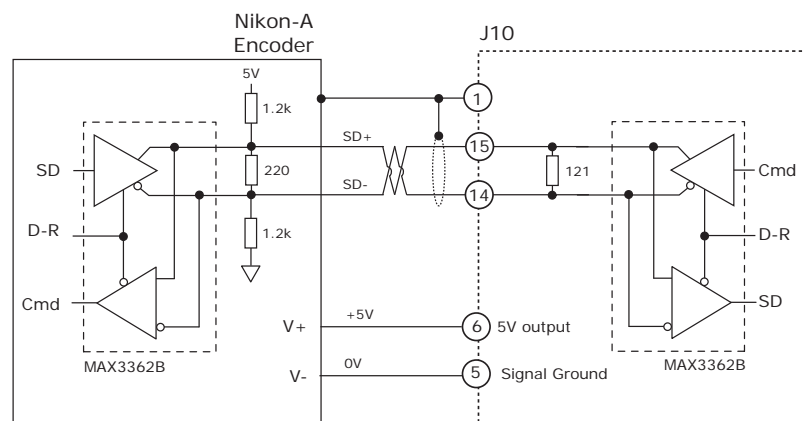 Nikon-A
Encoder
J10
5V
1.2k
1
SD+
15
SD
220
121
Cmd
SD-
14
D-R
1.2k
D-R
Cmd
SD
V+
+5V
6
5V output
MAX3362B
MAX3362B
V-
0V
5
Signal Ground